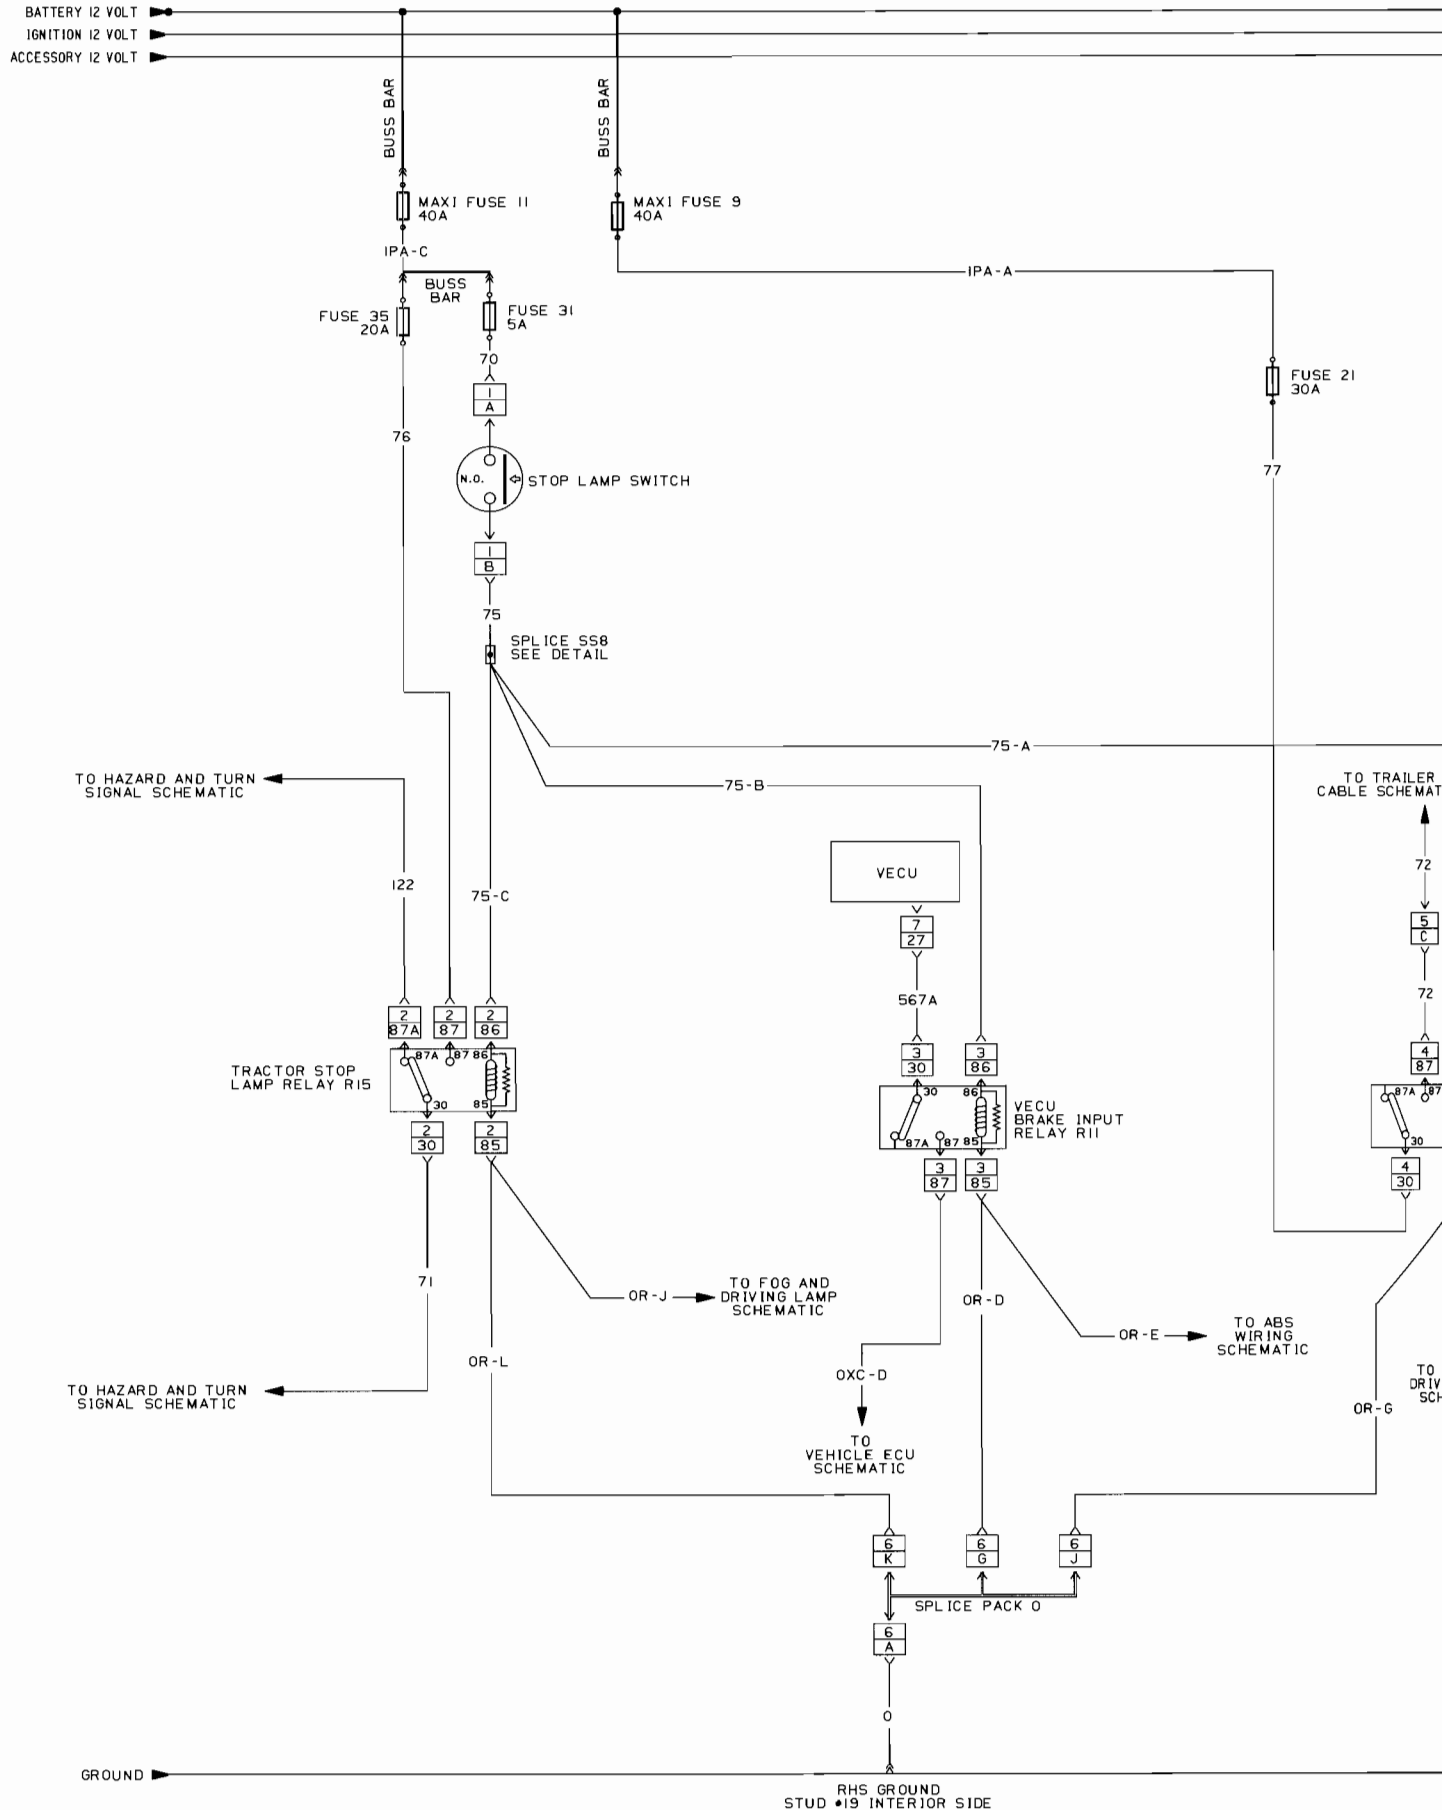 BATTERY 12 VOLT
IGNITION 12 VOLT
ACCESSORY 12 VOLT
BUSS BAR
BUSS BAR
MAXI FUSE 11
40A
MAXI FUSE 9
40A
1PA-C
1PA-A
BUSS
BAR
FUSE 35
20A
FUSE 31
5A
70
FUSE 21
30A
1
A
76
77
N.O.
STOP LAMP SWITCH
1
B
75
SPLICE SS8
SEE DETAIL
75-A
75-B
TO HAZARD AND TURN
SIGNAL SCHEMATIC
TO TRAILER
CABLE SCHEMAT
122
75-C
VECU
72
7
27
5
C
567A
72
2
87A
2
87
2
86
3
30
3
86
4
87
87A
87
86
30
85
TRACTOR STOP
LAMP RELAY R15
30
86
87A
87
85
VECU
BRAKE INPUT
RELAY R11
87A
87
30
2
30
2
85
3
87
3
85
4
30
71
OR-J
TO FOG AND
DRIVING LAMP
SCHEMATIC
OR-D
OR-E
TO ABS
WIRING
SCHEMATIC
OR-L
OXC-D
TO HAZARD AND TURN
SIGNAL SCHEMATIC
TO
DRIV
SCH
OR-G
TO
VEHICLE ECU
SCHEMATIC
6
K
6
G
6
J
SPLICE PACK 0
6
A
0
GROUND
RHS GROUND
STUD #19 INTERIOR SIDE